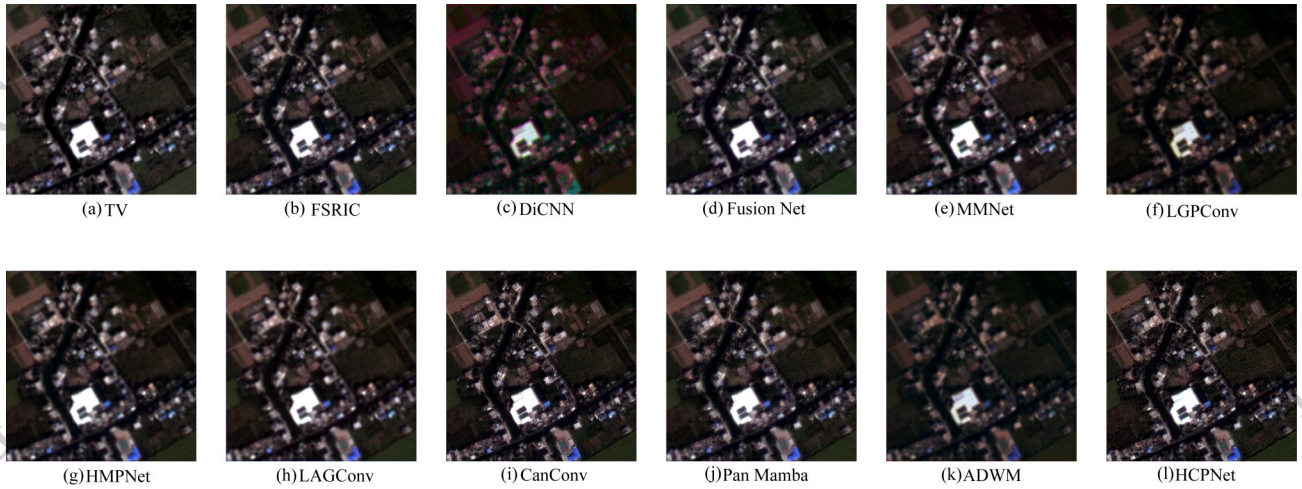 (a) TV
(b) FSRIC
(c) DiCNN
(d) Fusion Net
(e) MMNet
(f) LGPConv
(g) HMPNet
(h) LAGConv
(i) CanConv
(j) Pan Mamba
(k) ADWM
(l) HCPNet